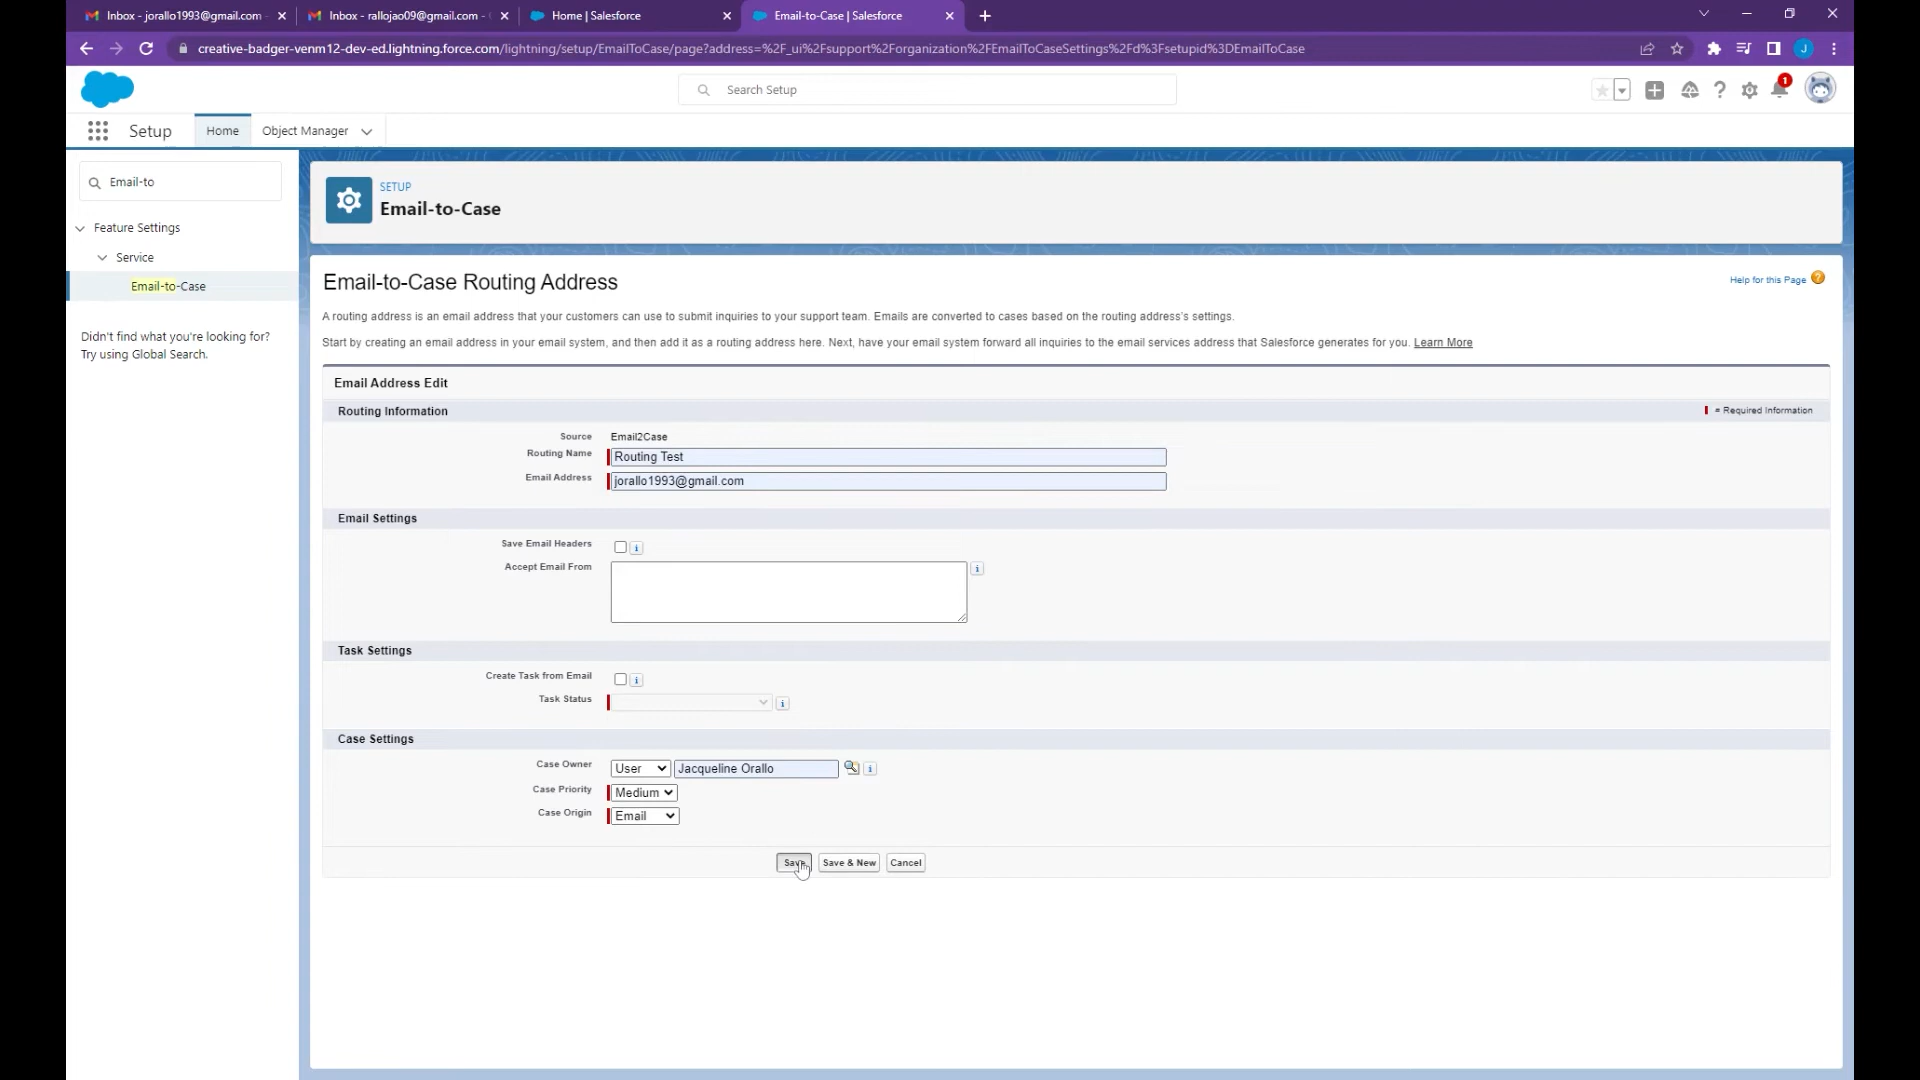 Inbox - jorallo1993@gmail.com -
Inbox - rallojao09@gmail.com -
Home | Salesforce
Email-to-Case | Salesforce
creative-badger-venm12-dev-ed.lightning.force.com/lightning/setup/EmailToCase/page?address=%2F_ui%2Fsupport%2Forganization%2FEmailToCaseSettings%2Fd%3Fsetupid%3DEmailToCase
J
Search Setup
1
Setup
Home
Object Manager
Email-to
Feature Settings
Service
Email-to-Case
Didn't find what you're looking for?
Try using Global Search.
SETUP
Email-to-Case
Email-to-Case Routing Address
Help for this Page
A routing address is an email address that your customers can use to submit inquiries to your support team. Emails are converted to cases based on the routing address's settings.
Start by creating an email address in your email system, and then add it as a routing address here. Next, have your email system forward all inquiries to the email services address that Salesforce generates for you. Learn More
Email Address Edit
Routing Information
= Required Information
Source Email2Case
Routing Name Routing Test
Email Address jorallo1993@gmail.com
Email Settings
Save Email Headers
Accept Email From
Task Settings
Create Task from Email
Task Status
Case Settings
Case Owner User Jacqueline Orallo
Case Priority Medium
Case Origin Email
Save Save & New Cancel